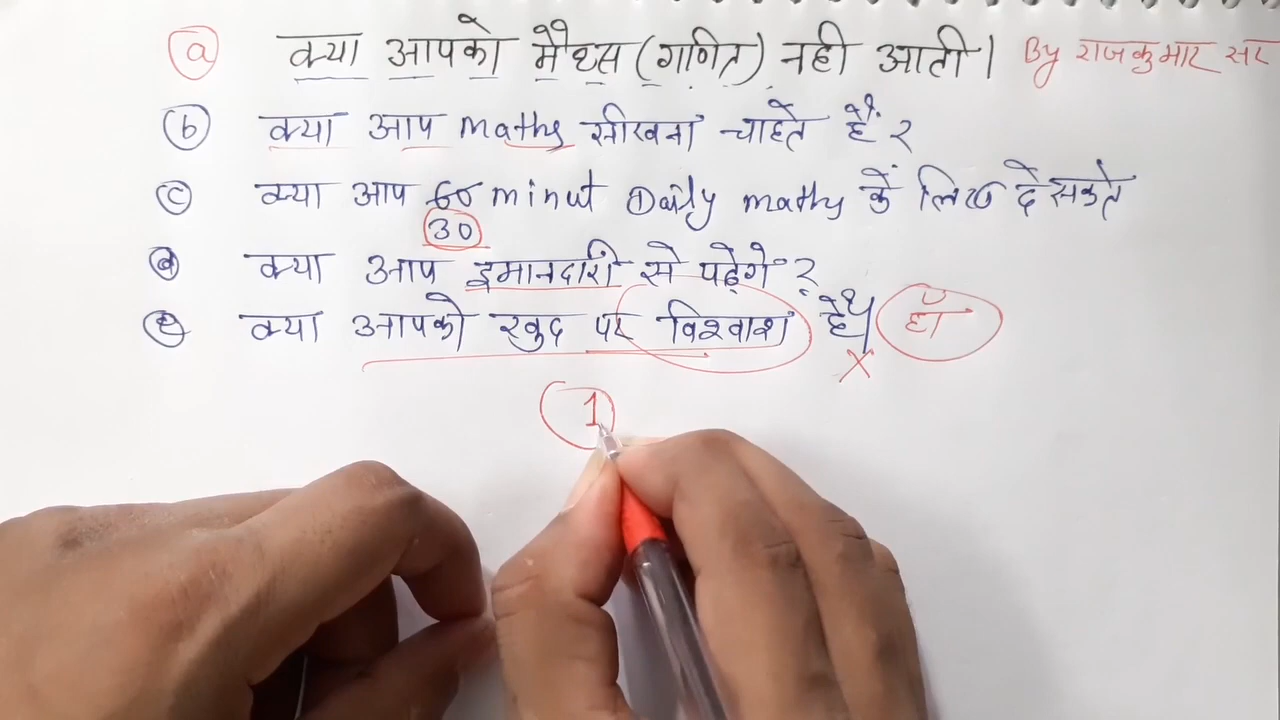 a क्या आपको मैथ्स (गणित) नही आती। By राजकुमार सर
b क्या आप maths सीखना चाहते हैं?
c क्या आप 60 minut Daily maths के लिए दे सकते
30
d क्या आप इमानदारी से पढ़ेगे ?
e क्या आपको खुद पर विश्वाश है हाँ
X
1